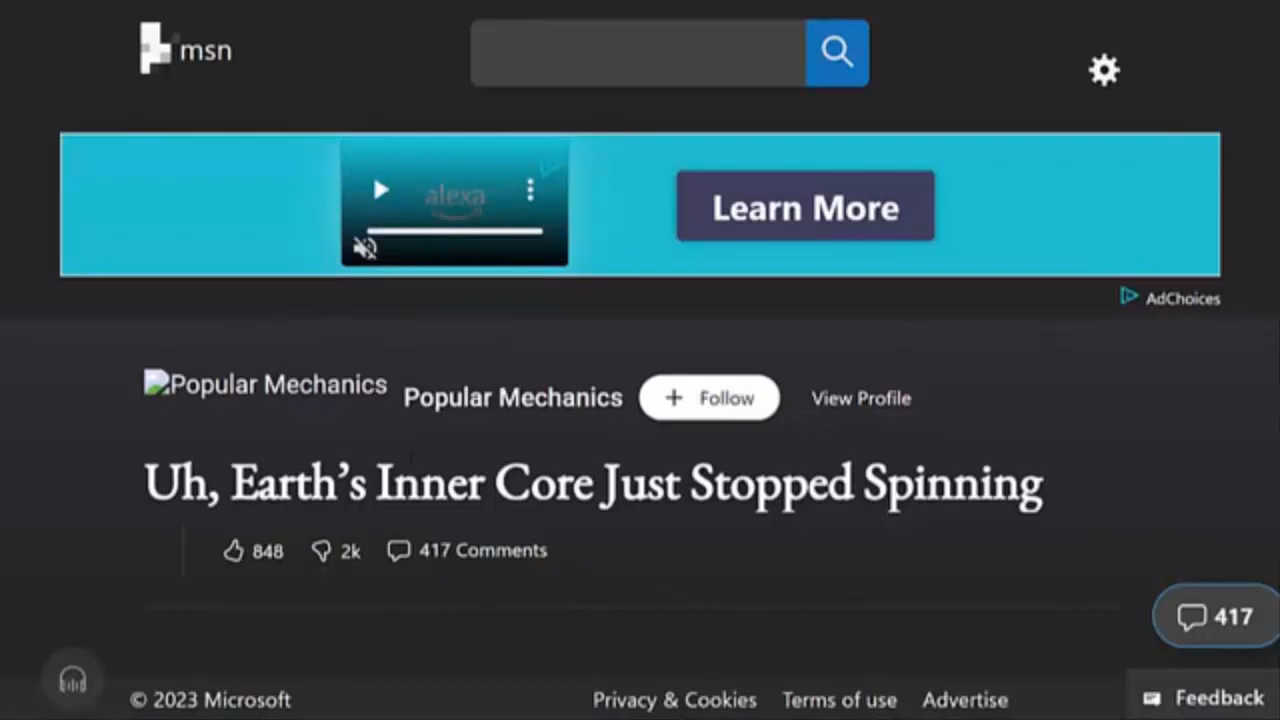 msn
alexa
Learn More
AdChoices
Popular Mechanics Popular Mechanics + Follow View Profile
Uh, Earth’s Inner Core Just Stopped Spinning
848 2k 417 Comments
417
© 2023 Microsoft Privacy & Cookies Terms of use Advertise Feedback